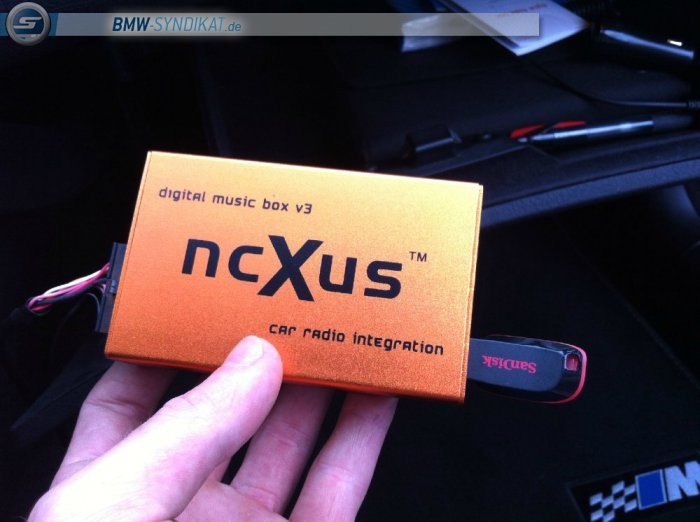 BMW-SYNDIKAT.de
digital music box v3
ncXus™
car radio integration
SanDisk
M